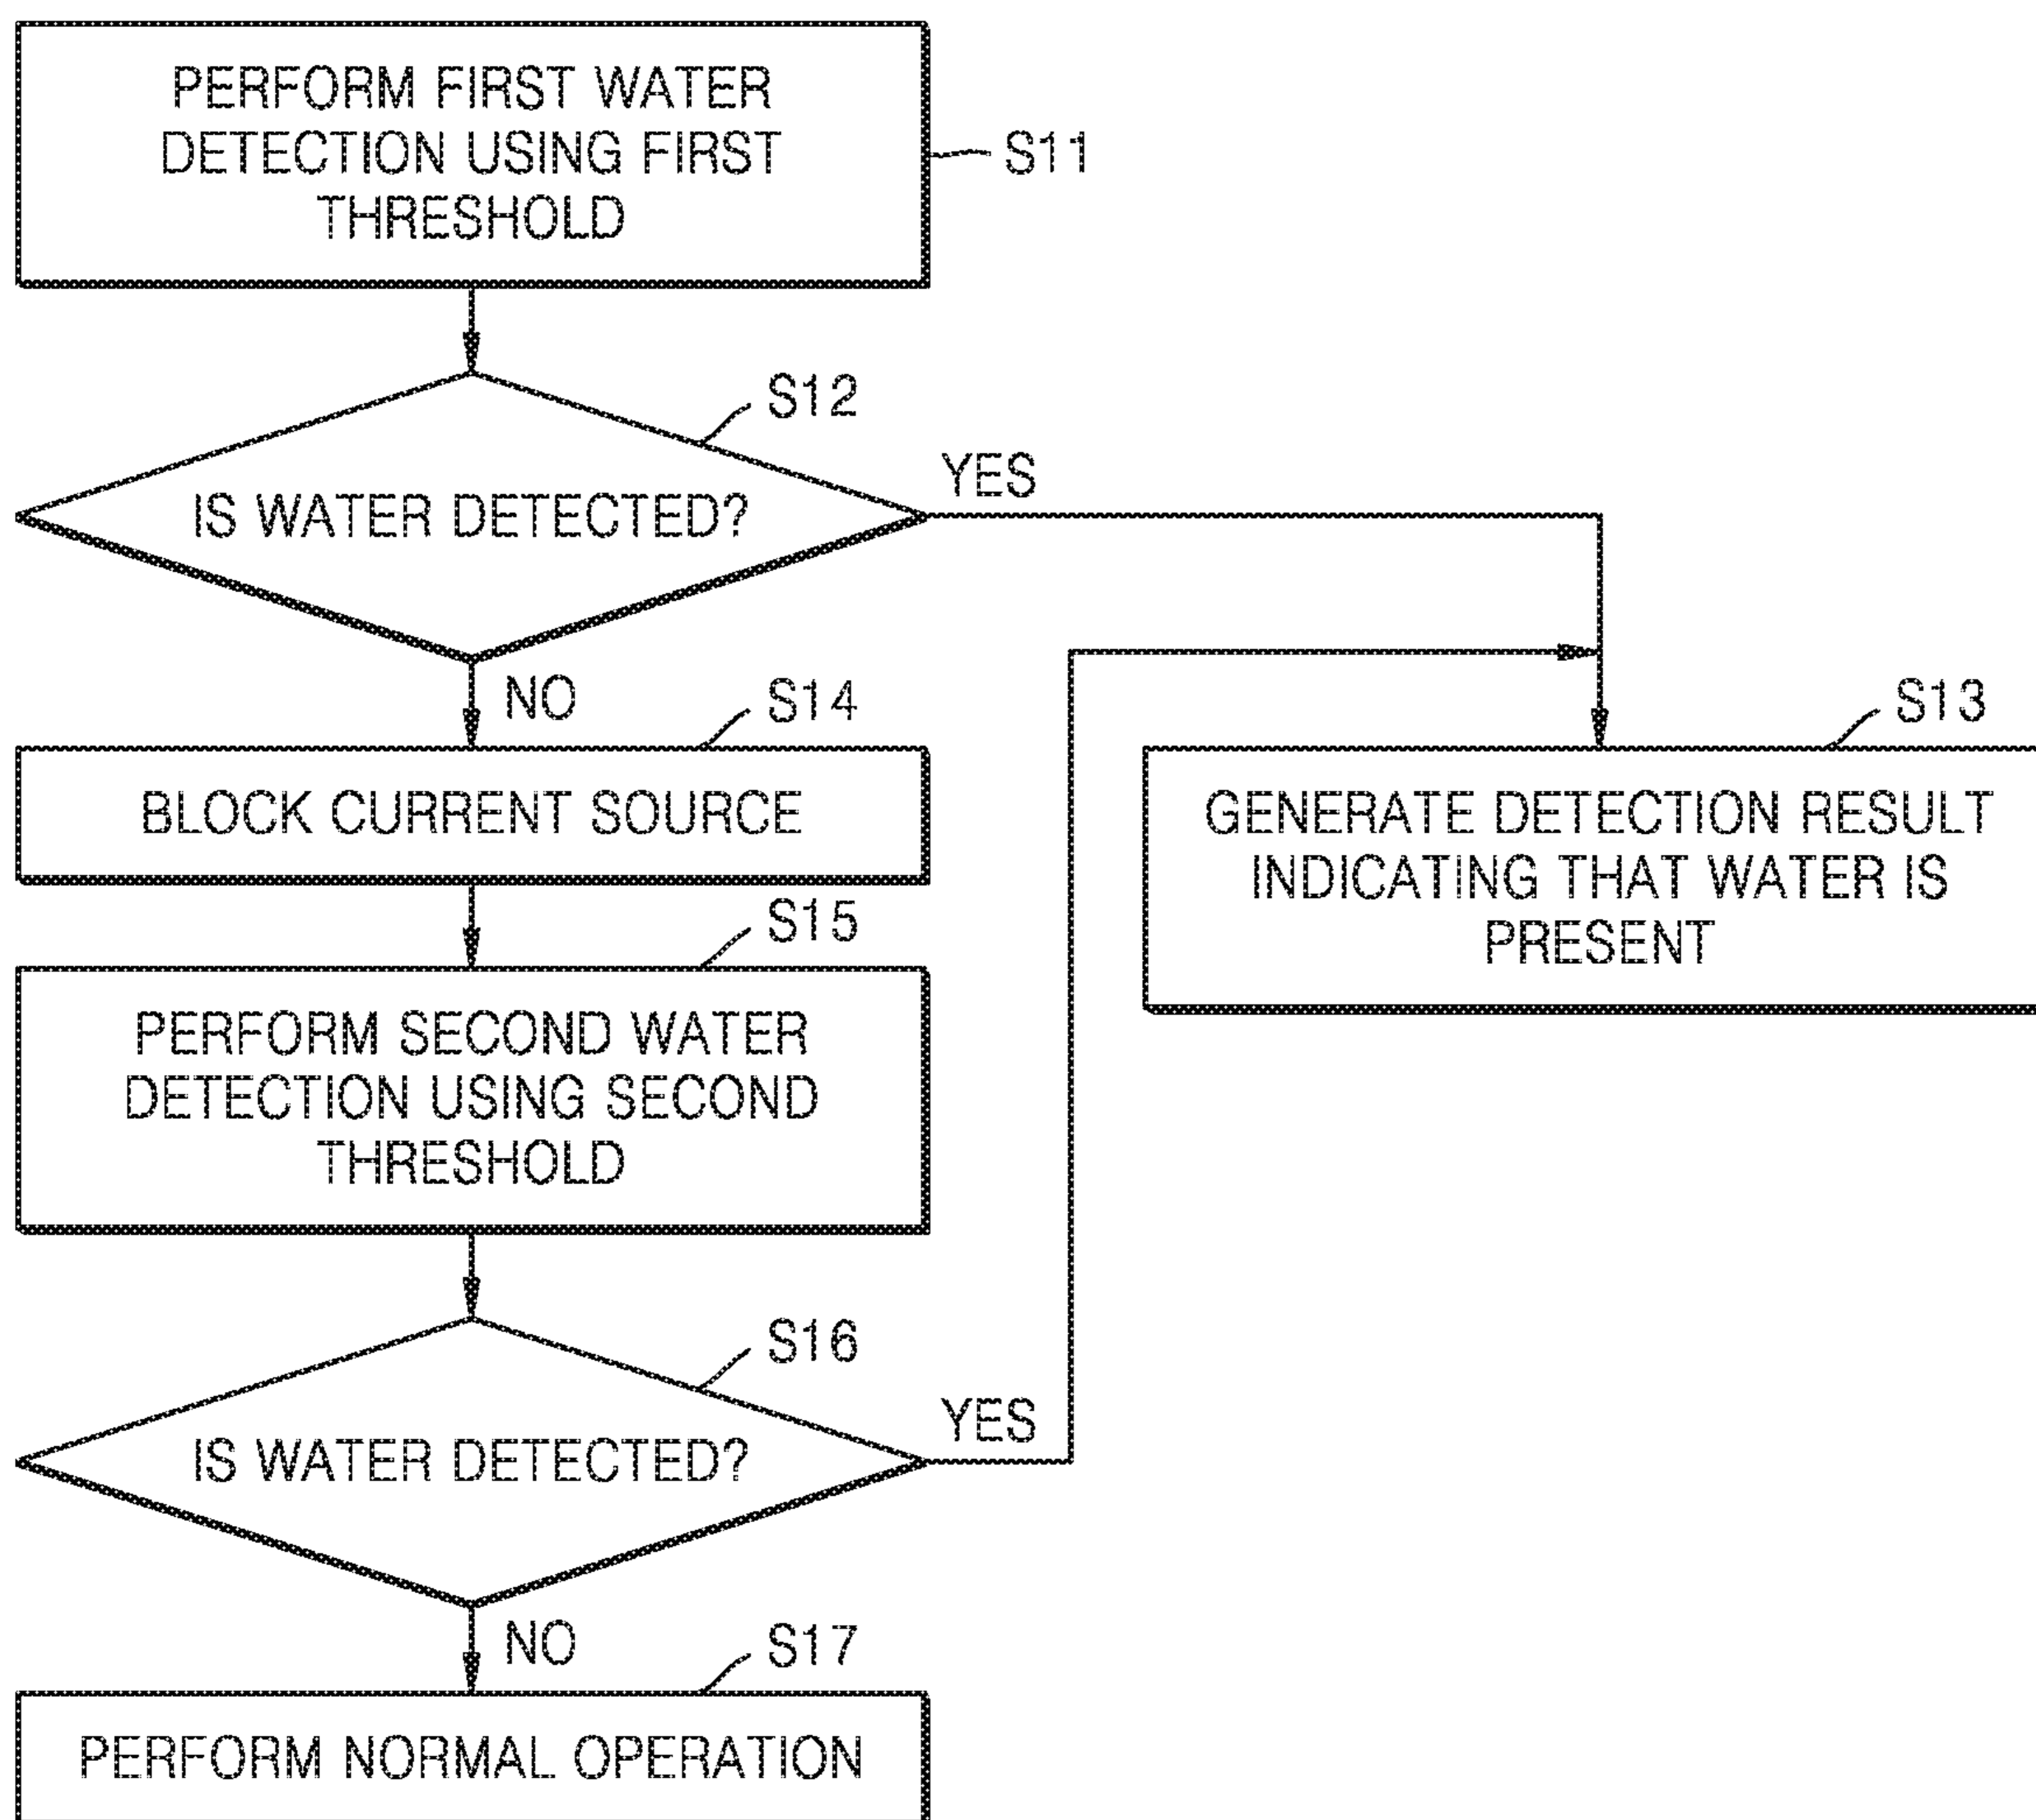 PERFORM FIRST WATER
DETECTION USING FIRST
THRESHOLD
S11
S12
IS WATER DETECTED?
YES
NO
S14
BLOCK CURRENT SOURCE
S13
GENERATE DETECTION RESULT
INDICATING THAT WATER IS
PRESENT
S15
PERFORM SECOND WATER
DETECTION USING SECOND
THRESHOLD
S16
IS WATER DETECTED?
YES
NO
S17
PERFORM NORMAL OPERATION